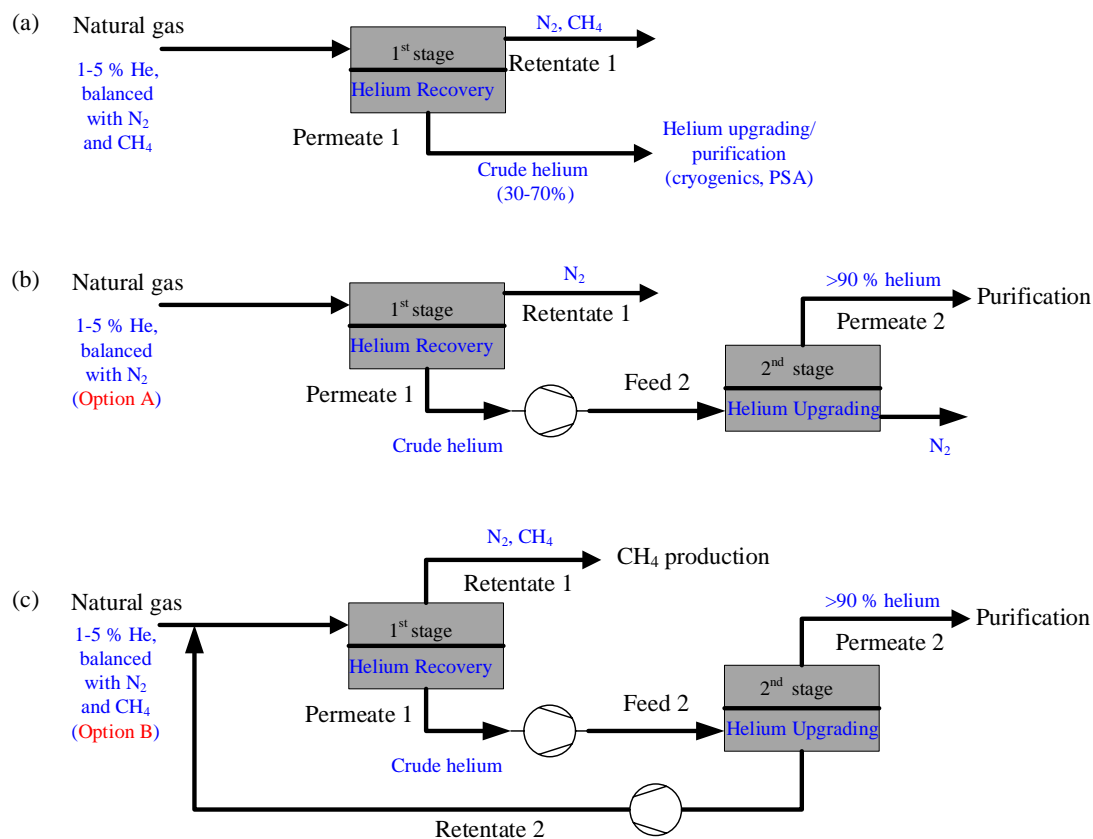 (a)
Natural gas
1-5 % He,
balanced
with N₂
and CH₄
1st stage
Helium Recovery
N₂, CH₄
Retentate 1
Permeate 1
Crude helium
(30-70%)
Helium upgrading/
purification
(cryogenics, PSA)
(b)
Natural gas
1-5 % He,
balanced
with N₂
(Option A)
1st stage
Helium Recovery
N₂
Retentate 1
Permeate 1
Crude helium
Feed 2
2nd stage
Helium Upgrading
>90 % helium
Permeate 2
Purification
N₂
(c)
Natural gas
1-5 % He,
balanced
with N₂
and CH₄
(Option B)
N₂, CH₄
Retentate 1
CH₄ production
1st stage
Helium Recovery
Permeate 1
Crude helium
Feed 2
2nd stage
Helium Upgrading
>90 % helium
Permeate 2
Purification
Retentate 2